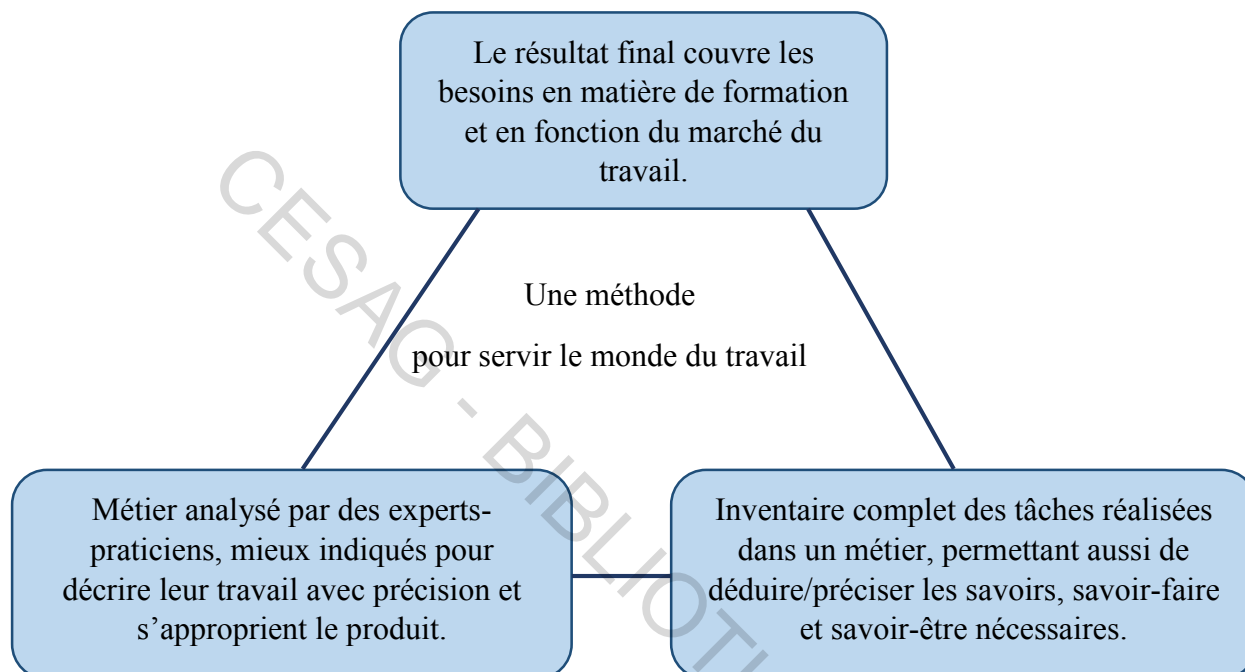 Le résultat final couvre les
besoins en matière de formation
et en fonction du marché du
travail.
Une méthode
pour servir le monde du travail
Métier analysé par des experts-
praticiens, mieux indiqués pour
décrire leur travail avec précision et
s’approprient le produit.
Inventaire complet des tâches réalisées
dans un métier, permettant aussi de
déduire/préciser les savoirs, savoir-faire
et savoir-être nécessaires.
CESAG - BIBLIOT